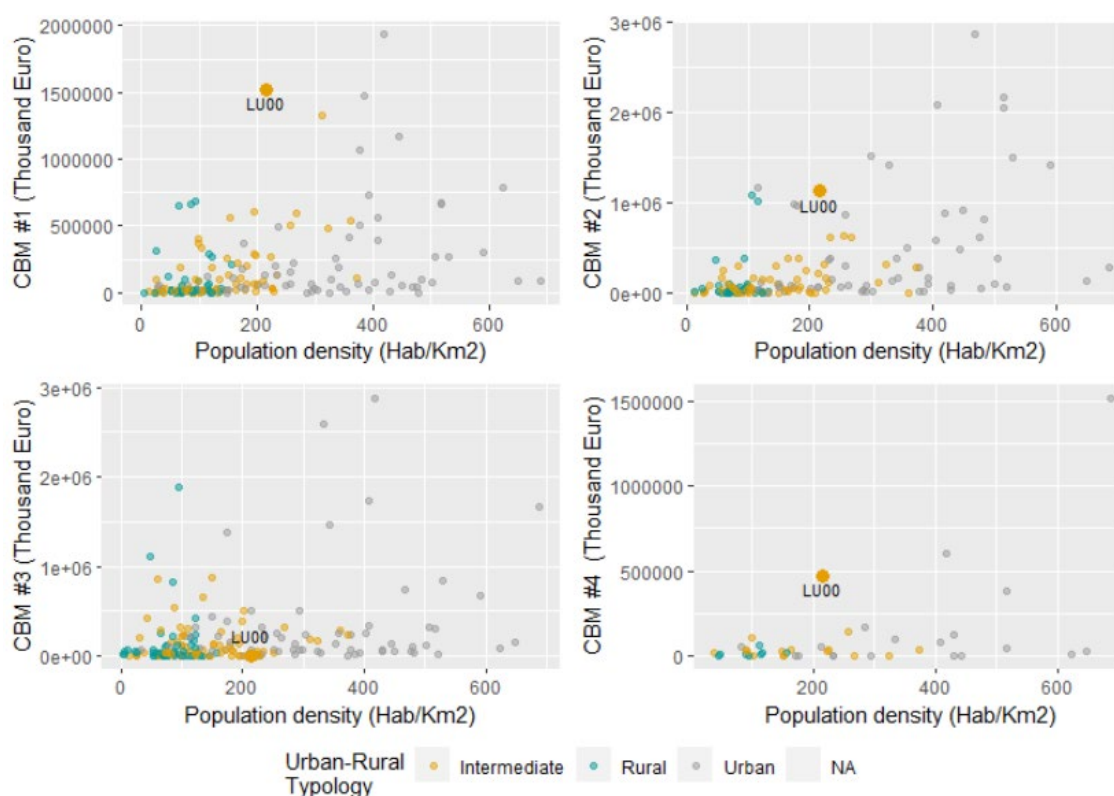 2000000
1500000
1000000
500000
0
CBM #1 (Thousand Euro)
LU00
0 200 400 600
Population density (Hab/Km2)
3e+06
2e+06
1e+06
0e+00
CBM #2 (Thousand Euro)
LU00
0 200 400 600
Population density (Hab/Km2)
3e+06
2e+06
1e+06
0e+00
CBM #3 (Thousand Euro)
LU00
0 200 400 600
Population density (Hab/Km2)
1500000
1000000
500000
0
CBM #4 (Thousand Euro)
LU00
200 400 600
Population density (Hab/Km2)
Urban-Rural
Typology
Intermediate Rural Urban NA